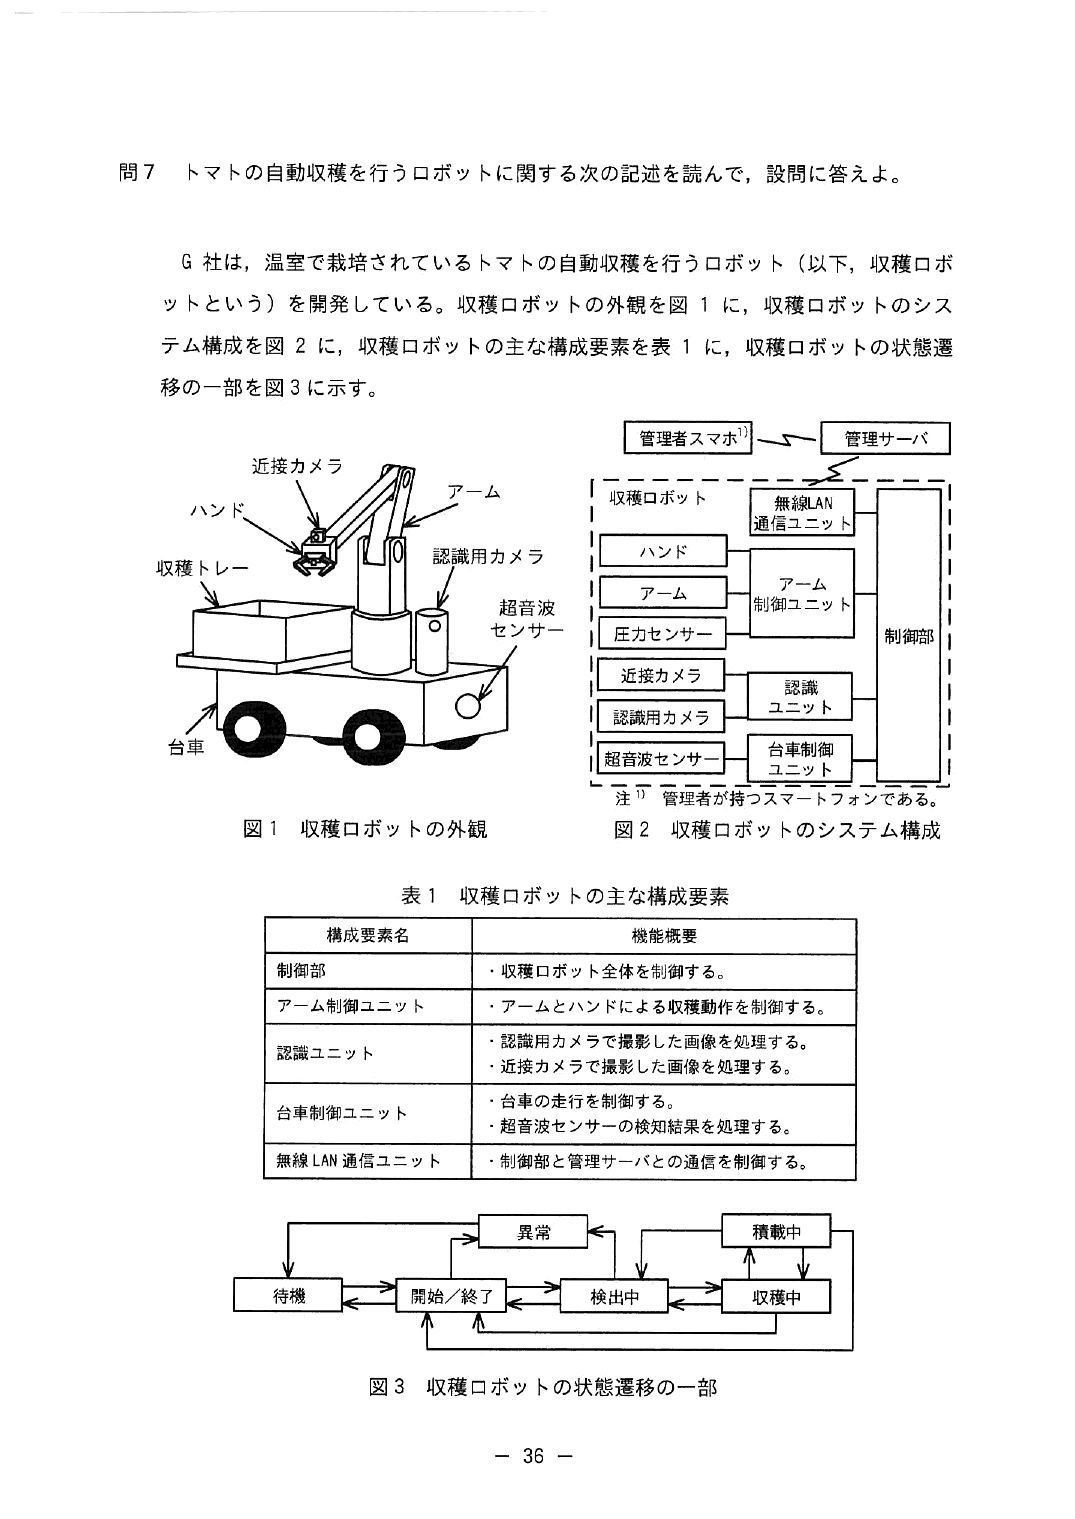 問7　トマトの自動収穫を行うロボットに関する次の記述を読んで，設問に答えよ。
G 社は，温室で栽培されているトマトの自動収穫を行うロボット（以下，収穫ロボ
ットという）を開発している。収穫ロボットの外観を図 1 に，収穫ロボットのシス
テム構成を図 2 に，収穫ロボットの主な構成要素を表 1 に，収穫ロボットの状態遷
移の一部を図3に示す。
近接カメラ
アーム
ハンド
認識用カメラ
収穫トレー
超音波
センサー
台車
図1　収穫ロボットの外観
管理者スマホ1)
管理サーバ
収穫ロボット
無線LAN
通信ユニット
ハンド
アーム
圧力センサー
アーム
制御ユニット
制御部
近接カメラ
認識用カメラ
認識
ユニット
超音波センサー
台車制御
ユニット
注1)　管理者が持つスマートフォンである。
図2　収穫ロボットのシステム構成
表1　収穫ロボットの主な構成要素
構成要素名　機能概要
制御部　・収穫ロボット全体を制御する。
アーム制御ユニット　・アームとハンドによる収穫動作を制御する。
認識ユニット　・認識用カメラで撮影した画像を処理する。
・近接カメラで撮影した画像を処理する。
台車制御ユニット　・台車の走行を制御する。
・超音波センサーの検知結果を処理する。
無線LAN通信ユニット　・制御部と管理サーバとの通信を制御する。
異常　積載中
待機　開始／終了　検出中　収穫中
図3　収穫ロボットの状態遷移の一部
－ 36 －